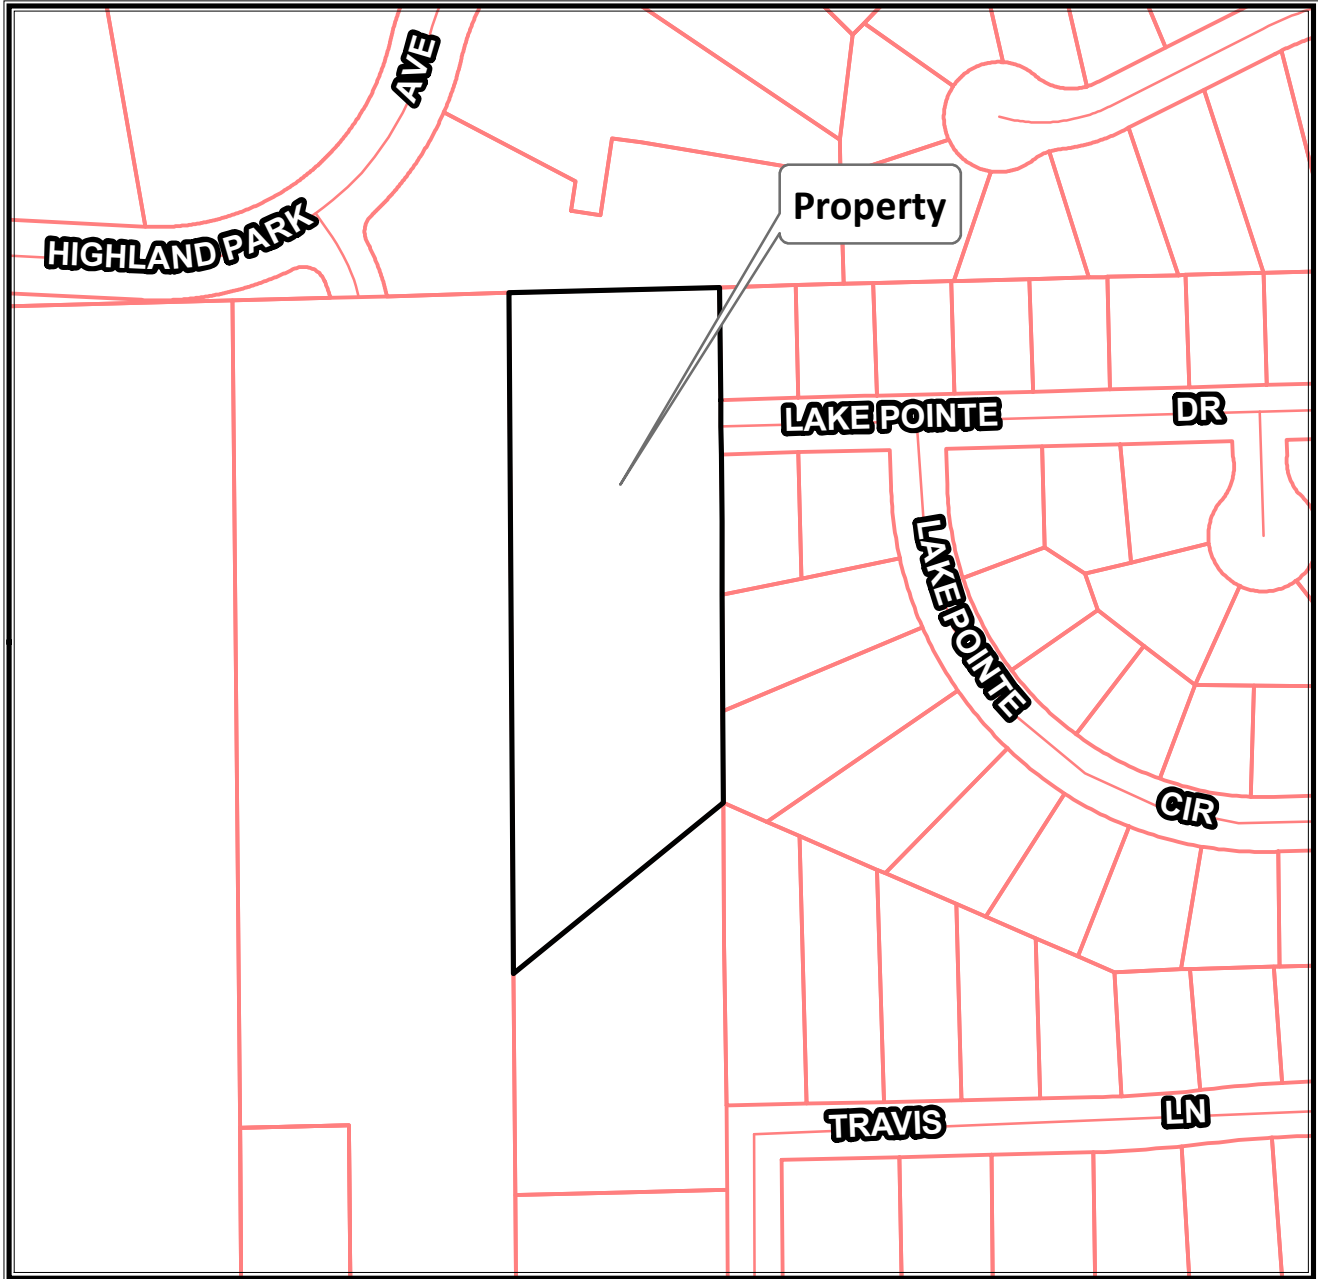 AVE
HIGHLAND PARK
Property
LAKE POINTE
DR
LAKE POINTE
CIR
TRAVIS
LN